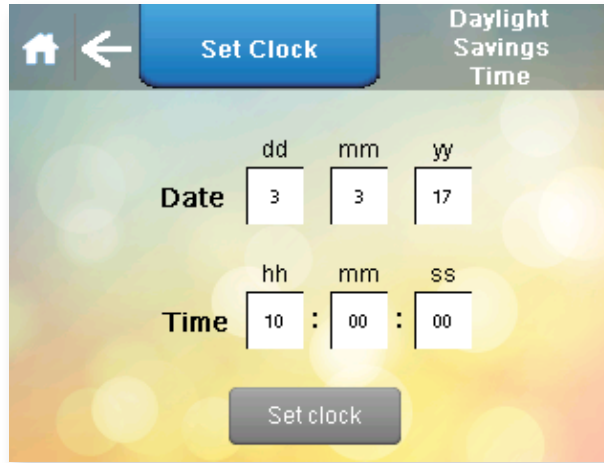 Set Clock
Daylight
Savings
Time
dd mm yy
Date 3 3 17
hh mm ss
Time 10 : 00 : 00
Set clock